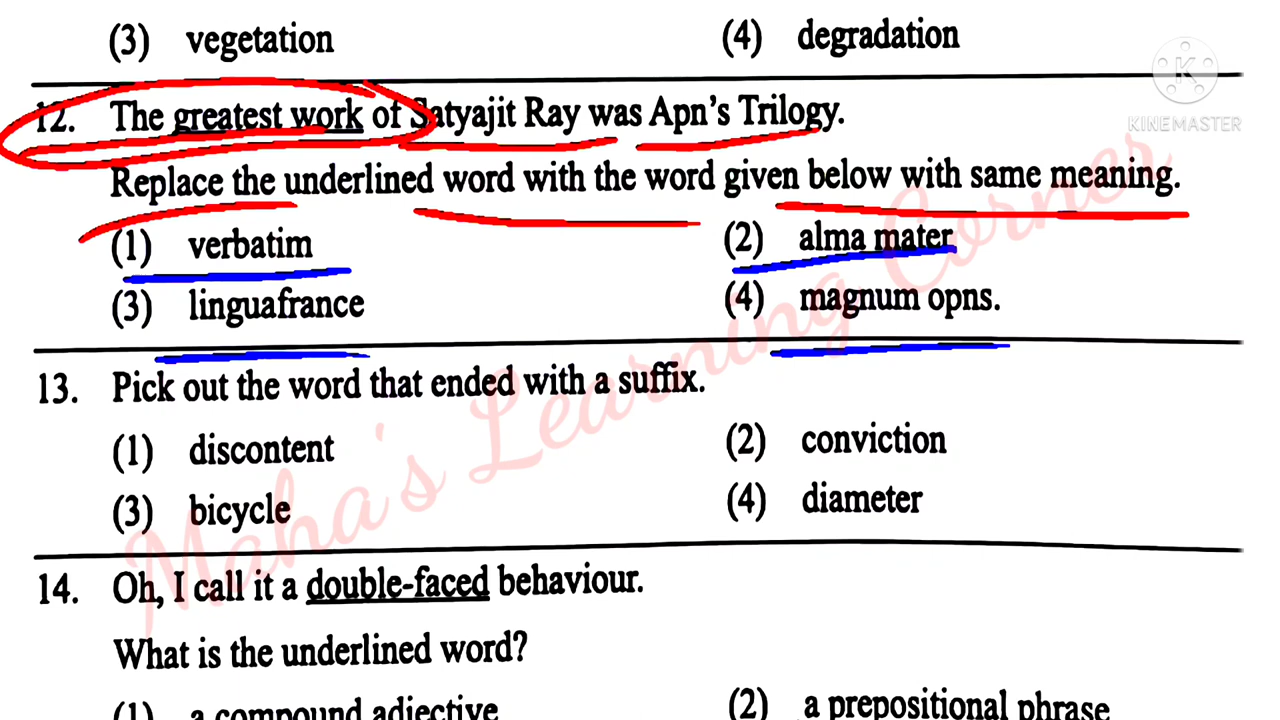 (3) vegetation (4) degradation
KINEMASTER
12. The greatest work of Satyajit Ray was Apn's Trilogy.
Replace the underlined word with the word given below with same meaning.
(1) verbatim (2) alma mater
(3) linguafrance (4) magnum opns.
13. Pick out the word that ended with a suffix.
(1) discontent (2) conviction
(3) bicycle (4) diameter
Maha's Learning Corner
14. Oh, I call it a double-faced behaviour.
What is the underlined word?
(1) a compound adjective (2) a prepositional phrase